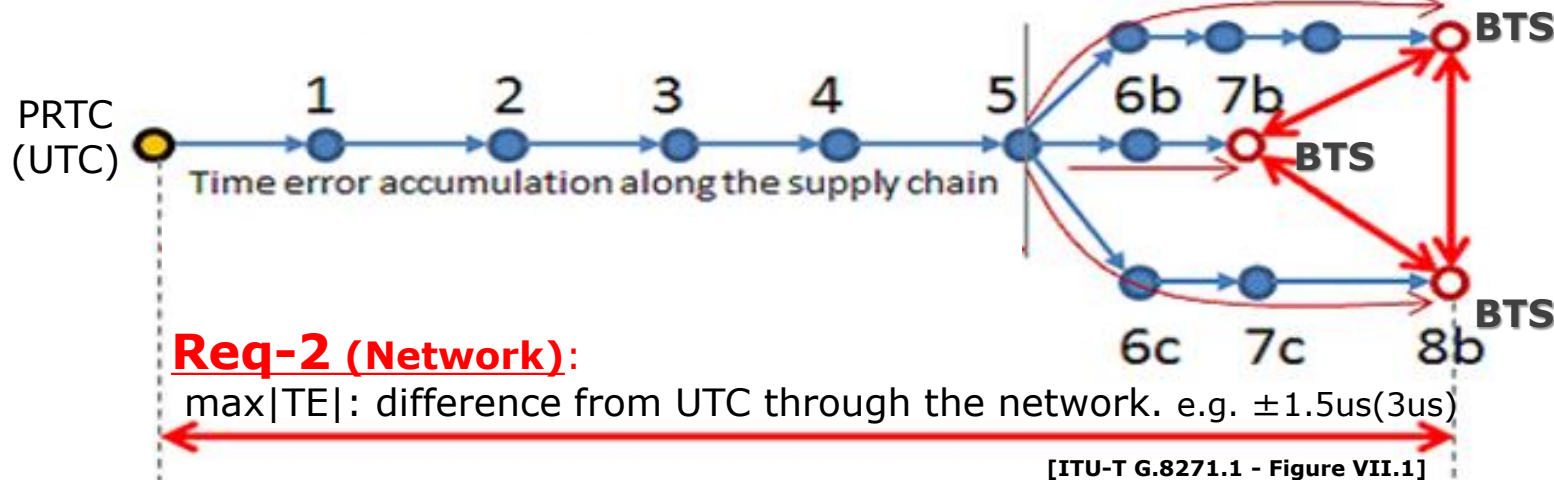 BTS
PRTC
(UTC)
1 2 3 4 5 6b 7b
BTS
Time error accumulation along the supply chain
BTS
6c 7c 8b
Req-2 (Network):
max|TE|: difference from UTC through the network. e.g. ±1.5us(3us)
[ITU-T G.8271.1 - Figure VII.1]